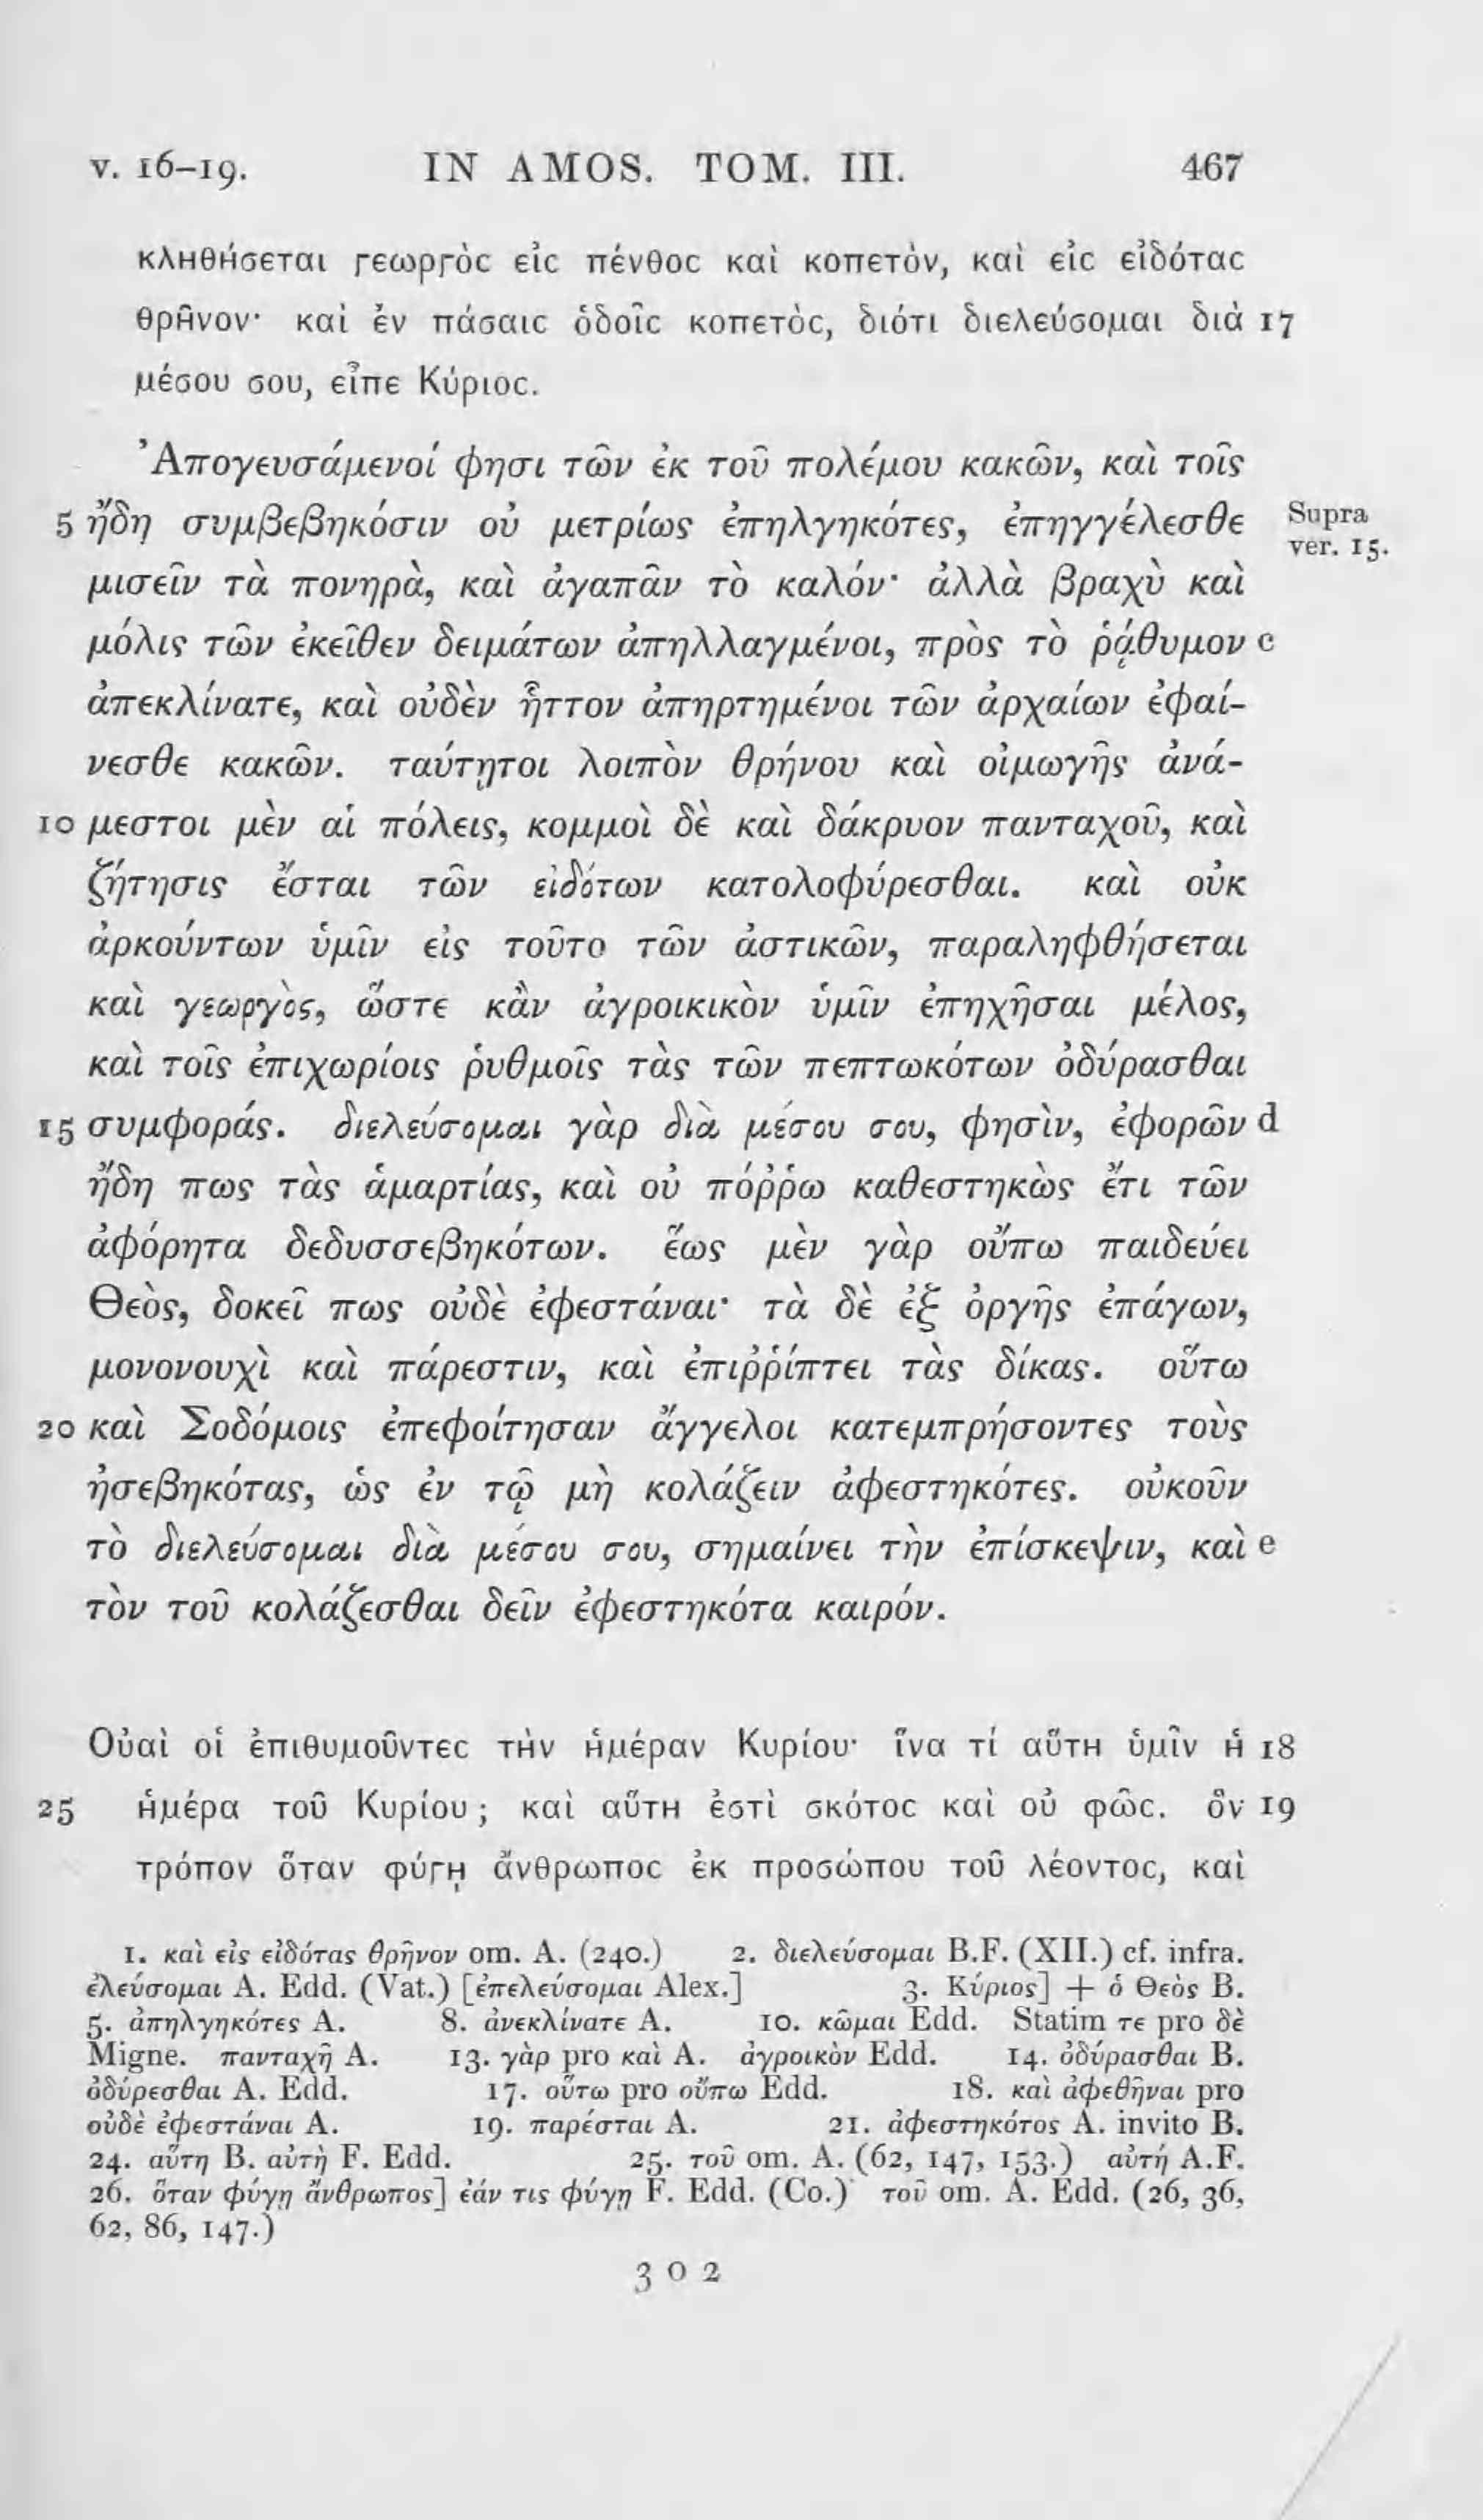 v. 16–19. IN AMOS. TOM. III. 467
κληθήσεται γεωργὸς εἰς πένθος καὶ κοπετὸν, καὶ εἰς εἰδότας
θρῆνον· καὶ ἐν πάσαις ὁδοῖς κοπετὸς, διότι διελεύσομαι διὰ 17
μέσου σου, εἶπε Κύριος.
Ἀπογευσάμενοί φησι τῶν ἐκ τοῦ πολέμου κακῶν, καὶ τοῖς
5 ἤδη συμβεβηκόσιν οὐ μετρίως ἐπηλγηκότες, ἐπηγγέλεσθε Supra ver. 15.
μισεῖν τὰ πονηρὰ, καὶ ἀγαπᾶν τὸ καλόν· ἀλλὰ βραχὺ καὶ
μόλις τῶν ἐκεῖθεν δειμάτων ἀπηλλαγμένοι, πρὸς τὸ ῥᾴθυμον c
ἀπεκλίνατε, καὶ οὐδὲν ἧττον ἀπηρτημένοι τῶν ἀρχαίων ἐφαί-
νεσθε κακῶν. ταύτῃτοι λοιπὸν θρήνου καὶ οἰμωγῆς ἀνά-
10 μεστοι μὲν αἱ πόλεις, κομμοὶ δὲ καὶ δάκρυον πανταχοῦ, καὶ
ζήτησις ἔσται τῶν εἰδότων κατολοφύρεσθαι. καὶ οὐκ
ἀρκούντων ὑμῖν εἰς τοῦτο τῶν ἀστικῶν, παραληφθήσεται
καὶ γεωργὸς, ὥστε κἂν ἀγροικικὸν ὑμῖν ἐπηχῆσαι μέλος,
καὶ τοῖς ἐπιχωρίοις ῥυθμοῖς τὰς τῶν πεπτωκότων ὀδύρασθαι
15 συμφοράς. διελεύσομαι γὰρ διὰ μέσου σου, φησὶν, ἐφορῶν d
ἤδη πως τὰς ἁμαρτίας, καὶ οὐ πόῤῥω καθεστηκὼς ἔτι τῶν
ἀφόρητα δεδυσσεβηκότων. ἕως μὲν γὰρ οὔπω παιδεύει
Θεὸς, δοκεῖ πως οὐδὲ ἐφεστάναι· τὰ δὲ ἐξ ὀργῆς ἐπάγων,
μονονουχὶ καὶ πάρεστιν, καὶ ἐπιῤῥίπτει τὰς δίκας. οὕτω
20 καὶ Σοδόμοις ἐπεφοίτησαν ἄγγελοι κατεμπρήσοντες τοὺς
ἠσεβηκότας, ὡς ἐν τῷ μὴ κολάζειν ἀφεστηκότες. οὐκοῦν
τὸ διελεύσομαι διὰ μέσου σου, σημαίνει τὴν ἐπίσκεψιν, καὶ e
τὸν τοῦ κολάζεσθαι δεῖν ἐφεστηκότα καιρόν.
Οὐαὶ οἱ ἐπιθυμοῦντες τὴν ἡμέραν Κυρίου· ἵνα τί αὕτη ὑμῖν ἡ 18
25 ἡμέρα τοῦ Κυρίου; καὶ αὕτη ἐστὶ σκότος καὶ οὐ φῶς. ὃν 19
τρόπον ὅταν φύγῃ ἄνθρωπος ἐκ προσώπου τοῦ λέοντος, καὶ
1. καὶ εἰς εἰδότας θρῆνον om. A. (240.) 2. διελεύσομαι B.F. (XII.) cf. infra.
ἐλεύσομαι A. Edd. (Vat.) [ἐπελεύσομαι Alex.] 3. Κύριος] + ὁ Θεὸς B.
5. ἀπηλγηκότες A. 8. ἀνεκλίνατε A. 10. κῶμαι Edd. Statim τε pro δὲ
Migne. πανταχῆ A. 13. γὰρ pro καὶ A. ἀγροικὸν Edd. 14. ὀδύρασθαι B.
ὀδύρεσθαι A. Edd. 17. οὕτω pro οὔπω Edd. 18. καὶ ἀφεθῆναι pro
οὐδὲ ἐφεστάναι A. 19. παρέσται A. 21. ἀφεστηκότος A. invito B.
24. αὕτη B. αὐτὴ F. Edd. 25. τοῦ om. A. (62, 147, 153.) αὐτή A.F.
26. ὅταν φύγῃ ἄνθρωπος] ἐάν τις φύγῃ F. Edd. (Co.) τοῦ om. A. Edd. (26, 36,
62, 86, 147.)
3 O 2